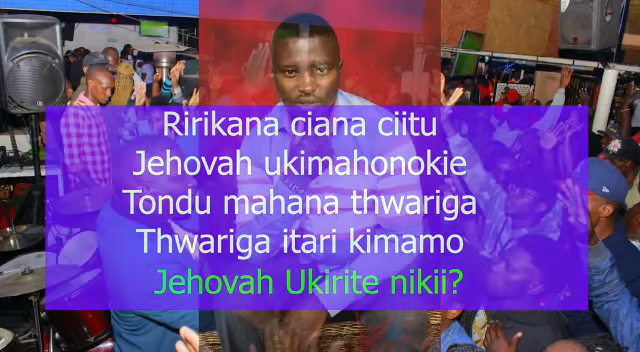 Ririkana ciana ciitu
Jehovah ukimahonokie
Tondu mahana thwariga
Thwariga itari kimamo
Jehovah Ukirite nikii?